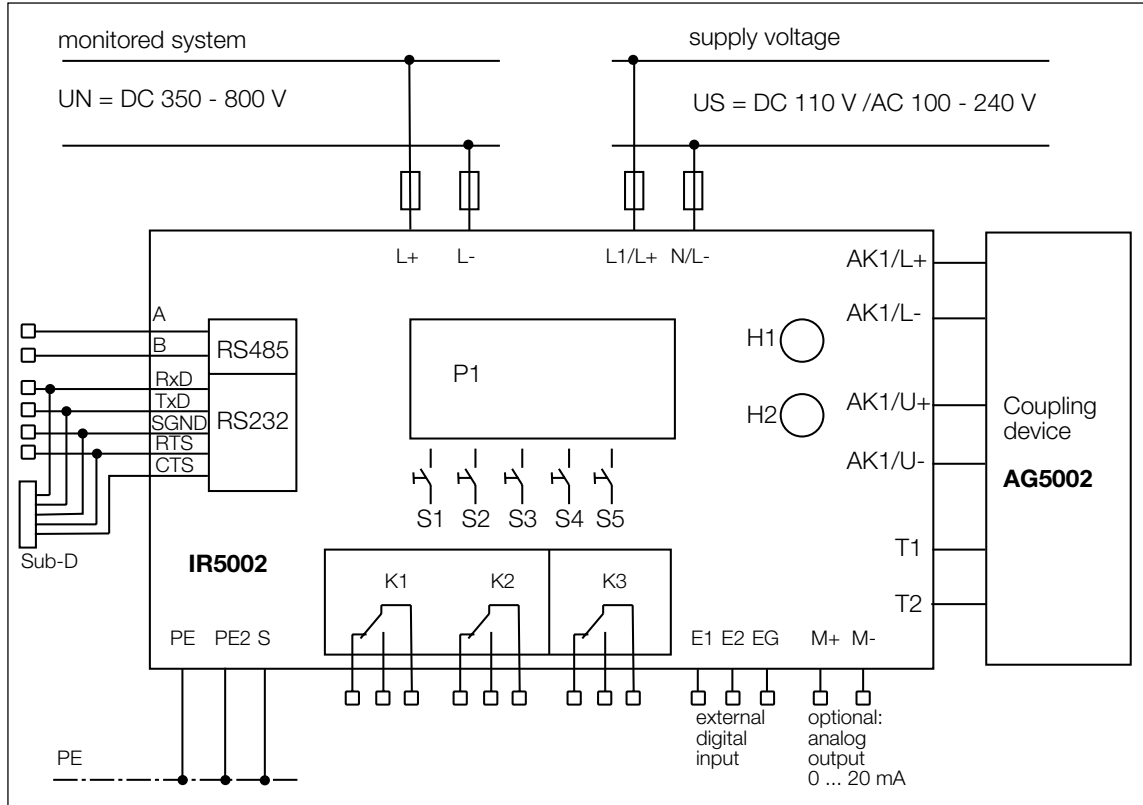 monitored system
supply voltage
UN = DC 350 - 800 V
US = DC 110 V /AC 100 - 240 V
L+ L- L1/L+ N/L-
AK1/L+
AK1/L-
A
B
RS485
RxD
TxD
SGND
RTS
CTS
RS232
Sub-D
P1
H1
H2
AK1/U+
AK1/U-
Coupling
device
AG5002
S1 S2 S3 S4 S5
T1
T2
IR5002
K1 K2 K3
PE PE2 S
E1 E2 EG M+ M-
external
digital
input
optional:
analog
output
0 ... 20 mA
PE